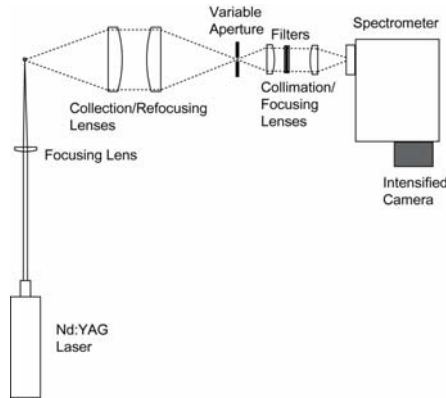 Spectrometer
Variable
Aperture
Filters
Collection/Refocusing
Lenses
Collimation/
Focusing
Lenses
Focusing Lens
Intensified
Camera
Nd:YAG
Laser